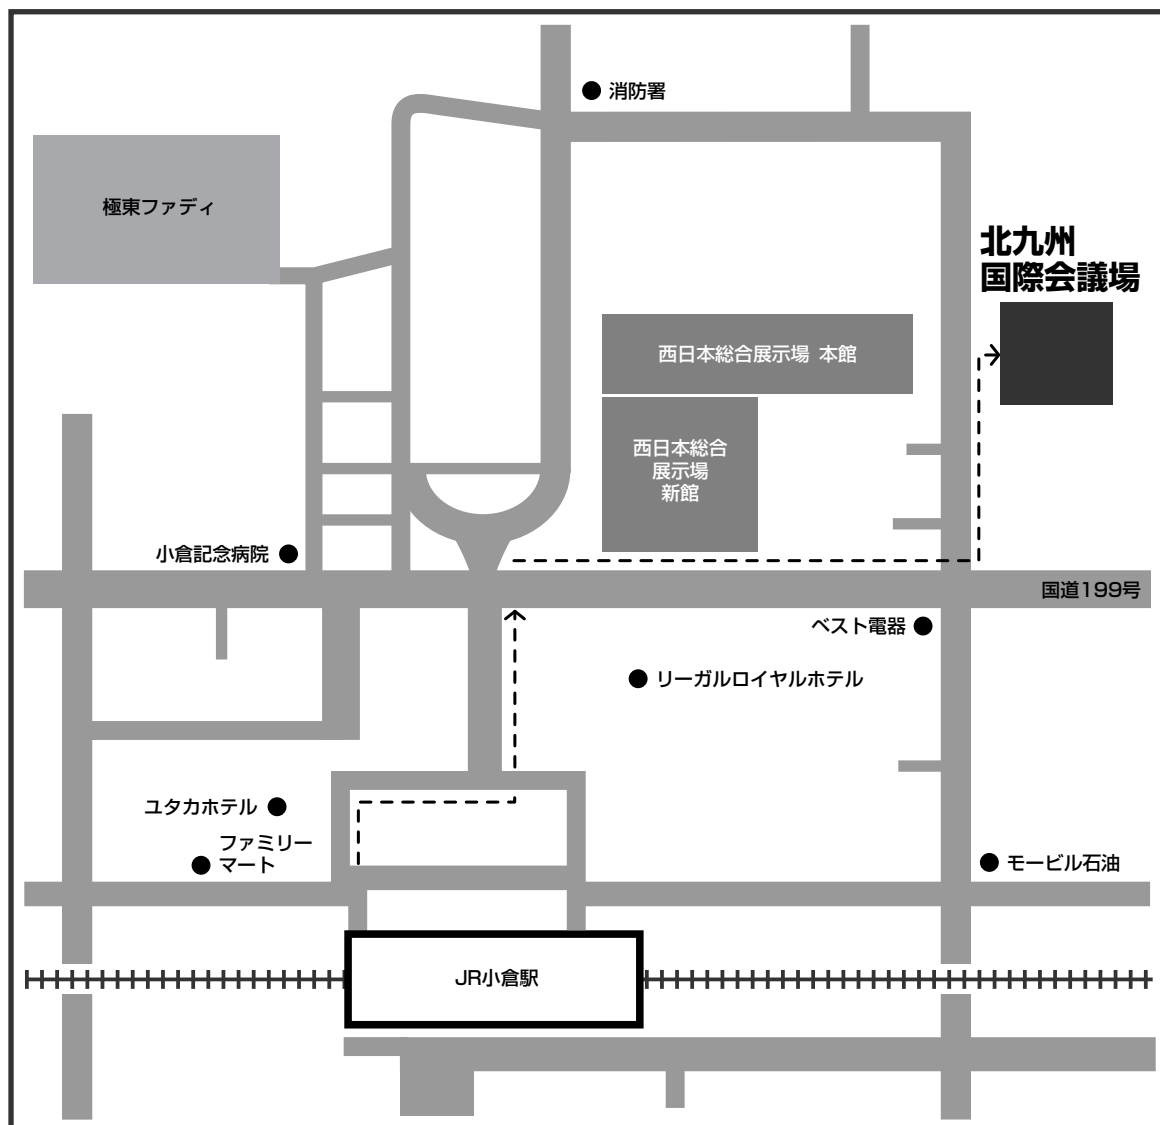 消防署
極東ファディ
北九州
国際会議場
西日本総合展示場 本館
西日本総合
展示場
新館
小倉記念病院
国道199号
ベスト電器
リーガルロイヤルホテル
ユタカホテル
ファミリー
マート
モービル石油
JR小倉駅